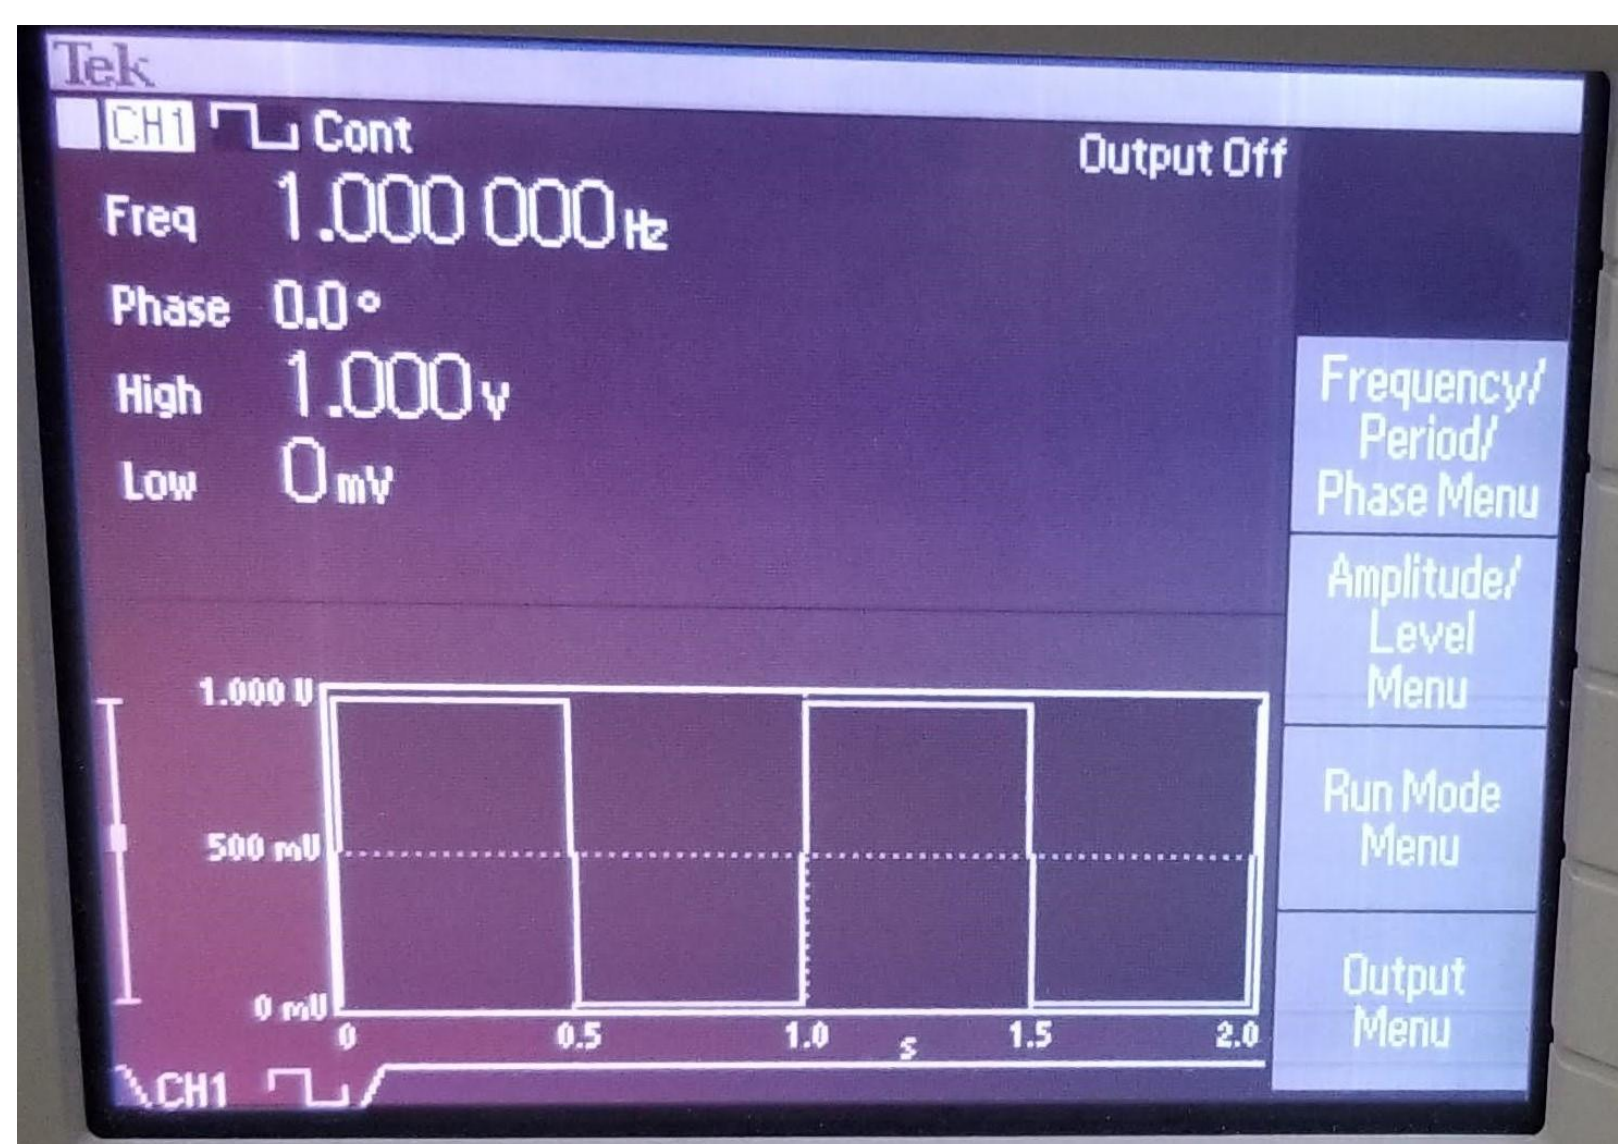 Tek
CH1 Cont
Output Off
Freq 1.000 000 Hz
Phase 0.0°
High 1.000 V
Low 0 mV
Frequency/
Period/
Phase Menu
Amplitude/
Level
Menu
Run Mode
Menu
Output
Menu
1.000 V
500 mV
0 mV
0 0.5 1.0 s 1.5 2.0
CH1